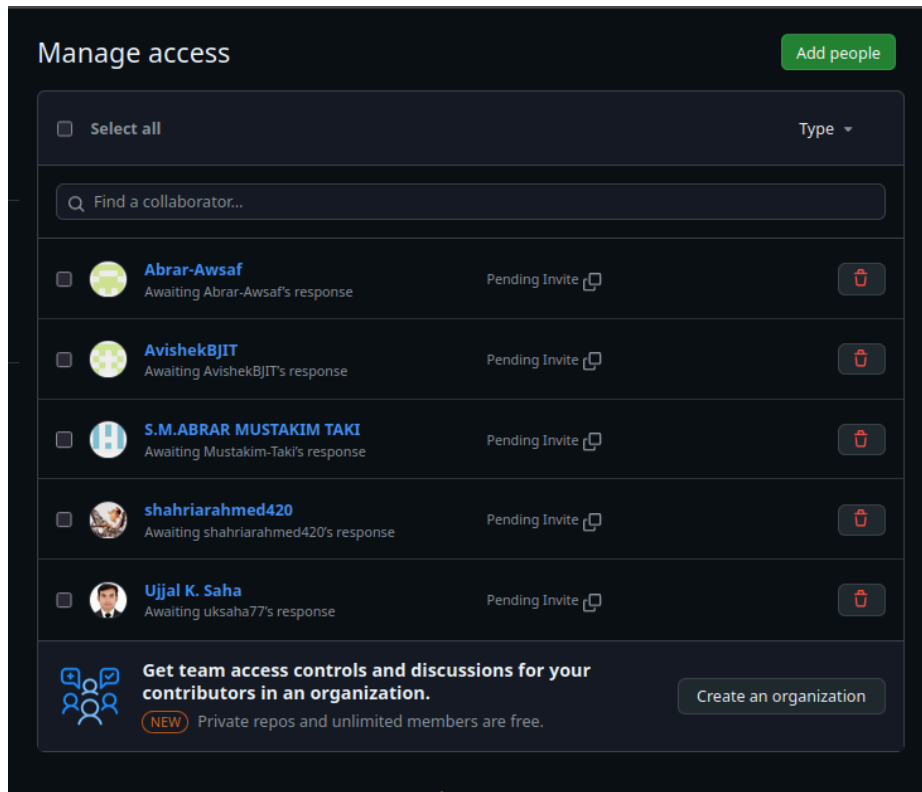 Manage access
Add people
Select all
Type
Find a collaborator...
Abrar-Awsaf
Awaiting Abrar-Awsaf's response
Pending Invite
AvishekBJIT
Awaiting AvishekBJIT's response
Pending Invite
S.M.ABRAR MUSTAKIM TAKI
Awaiting Mustakim-Taki's response
Pending Invite
shahriarahmed420
Awaiting shahriarahmed420's response
Pending Invite
Ujjal K. Saha
Awaiting uksaha77's response
Pending Invite
Get team access controls and discussions for your
contributors in an organization.
NEW Private repos and unlimited members are free.
Create an organization